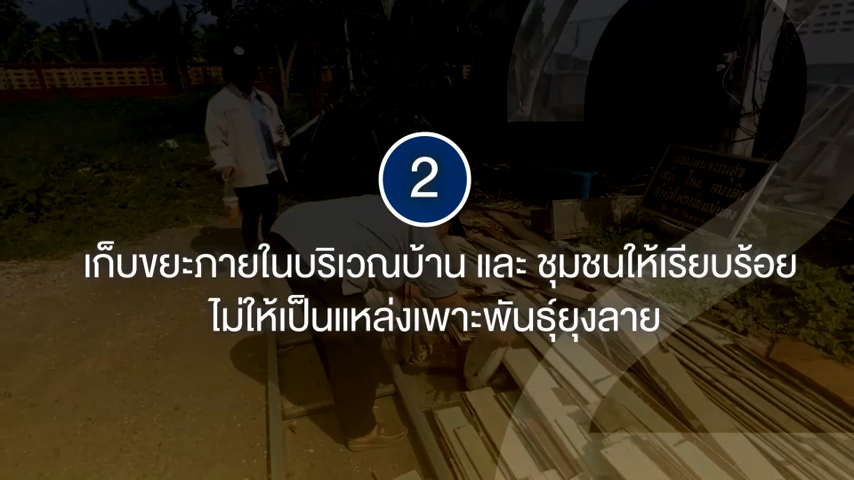 2
เก็บขยะภายในบริเวณบ้าน และ ชุมชนให้เรียบร้อย
ไม่ให้เป็นแหล่งเพาะพันธุ์ยุงลาย